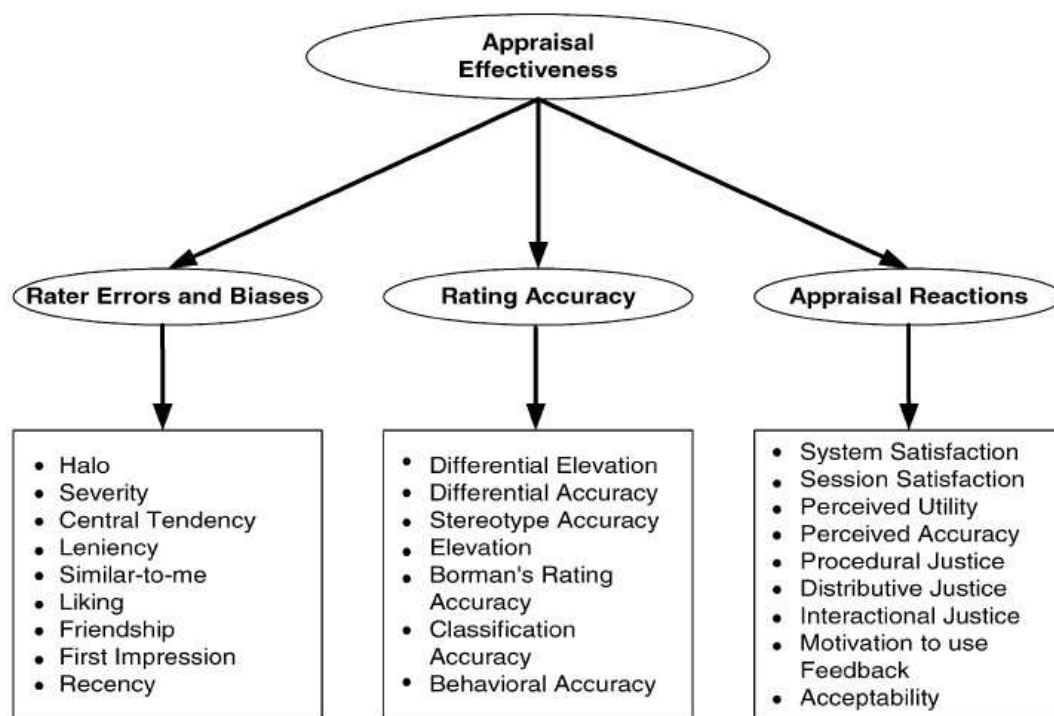 Appraisal
Effectiveness
Rater Errors and Biases
Rating Accuracy
Appraisal Reactions
• Halo
• Severity
• Central Tendency
• Leniency
• Similar-to-me
• Liking
• Friendship
• First Impression
• Recency
• Differential Elevation
• Differential Accuracy
• Stereotype Accuracy
• Elevation
• Borman's Rating
Accuracy
• Classification
Accuracy
• Behavioral Accuracy
• System Satisfaction
• Session Satisfaction
• Perceived Utility
• Perceived Accuracy
• Procedural Justice
• Distributive Justice
• Interactional Justice
• Motivation to use
Feedback
• Acceptability